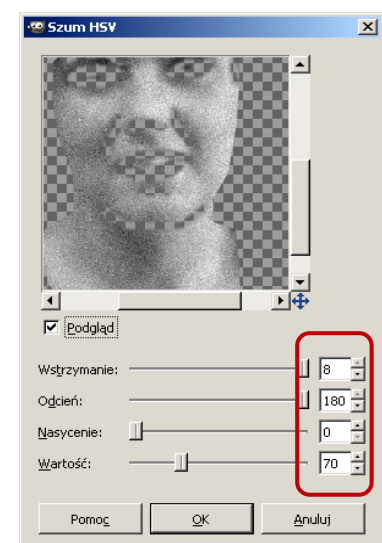 Szum HSV
Podgląd
Wstrzymanie: 8
Odcień: 180
Nasycenie: 0
Wartość: 70
Pomoc OK Anuluj